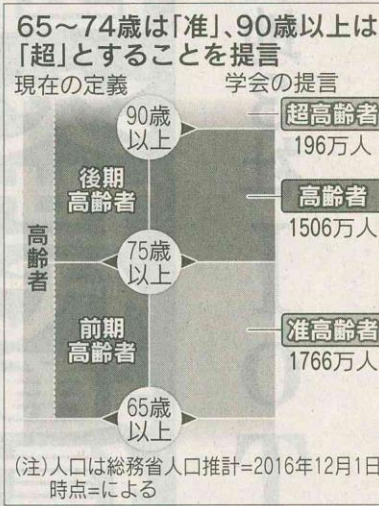 65～74歳は「准」、90歳以上は
「超」とすることを提言
現在の定義
学会の提言
90歳
以上
超高齢者
196万人
後期
高齢者
高齢者
1506万人
高齢者
75歳
以上
前期
高齢者
准高齢者
1766万人
65歳
以上
(注)人口は総務省人口推計=2016年12月1日
時点=による